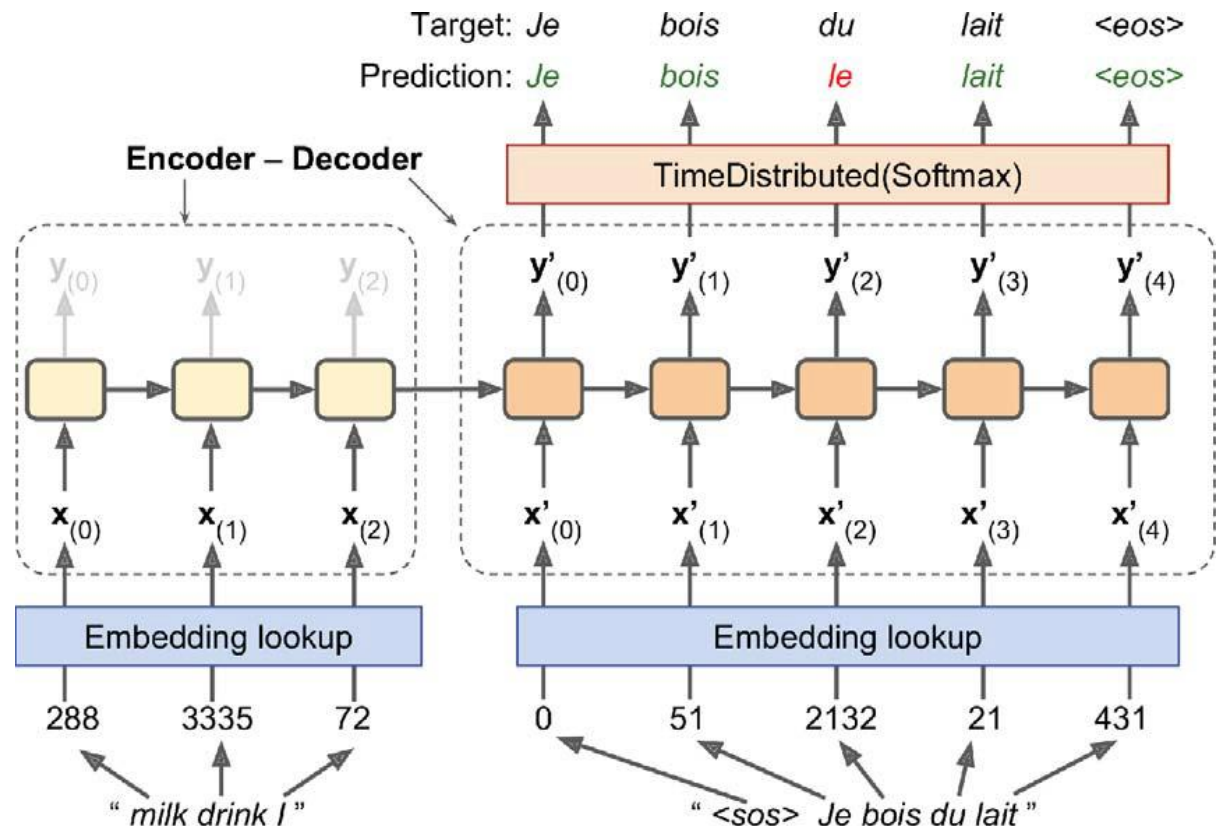 Target: Je bois du lait <eos>
Prediction: Je bois le lait <eos>
Encoder – Decoder
TimeDistributed(Softmax)
y(0) y(1) y(2) y’(0) y’(1) y’(2) y’(3) y’(4)
x(0) x(1) x(2) x’(0) x’(1) x’(2) x’(3) x’(4)
Embedding lookup Embedding lookup
288 3335 72 0 51 2132 21 431
“ milk drink I ” “ <sos> Je bois du lait ”